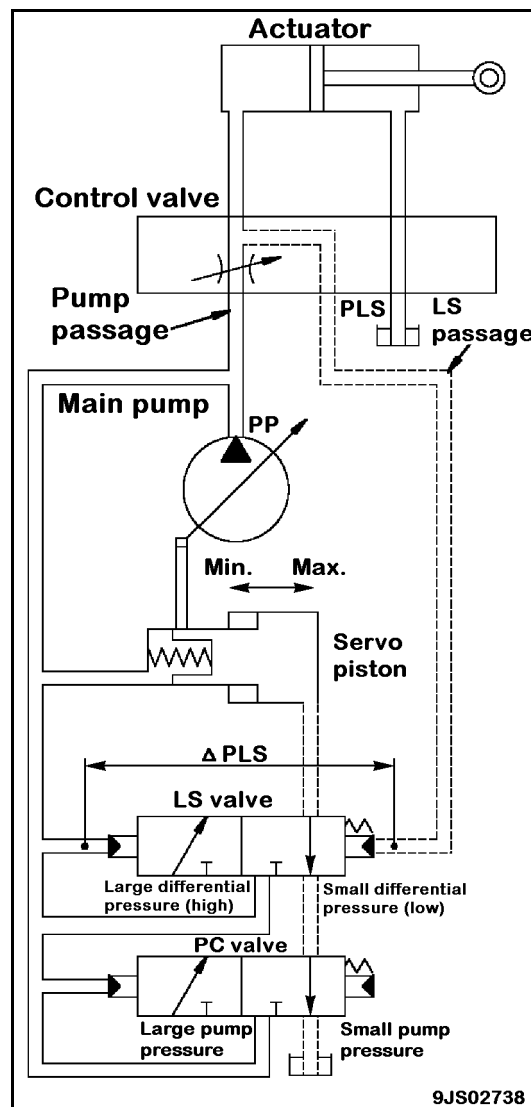 Actuator
Control valve
Pump
passage
PLS
LS
passage
Main pump
PP
Min. Max.
Servo
piston
Δ PLS
LS valve
Large differential
pressure (high)
Small differential
pressure (low)
PC valve
Large pump
pressure
Small pump
pressure
9JS02738